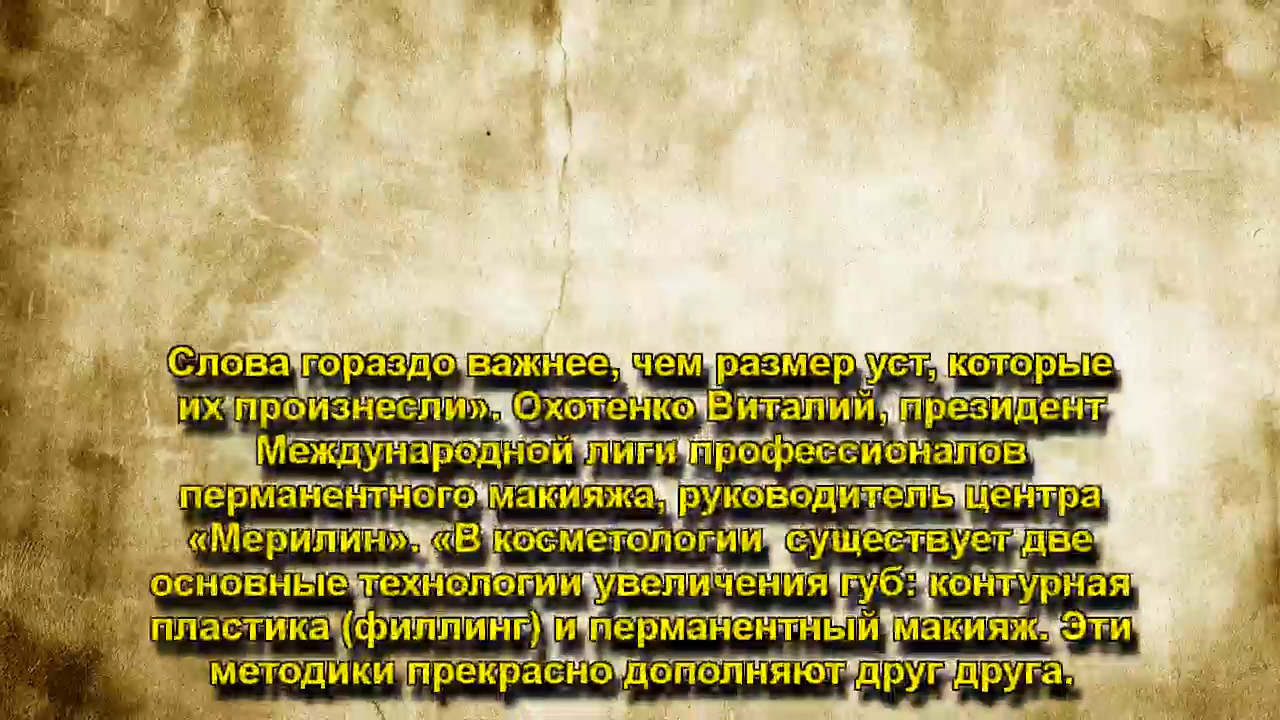 Слова гораздо важнее, чем размер уст, которые
их произнесли». Охотенко Виталий, президент
Международной лиги профессионалов
перманентного макияжа, руководитель центра
«Мерилин». «В косметологии  существует две
основные технологии увеличения губ: контурная
пластика (филлинг) и перманентный макияж. Эти
методики прекрасно дополняют друг друга.